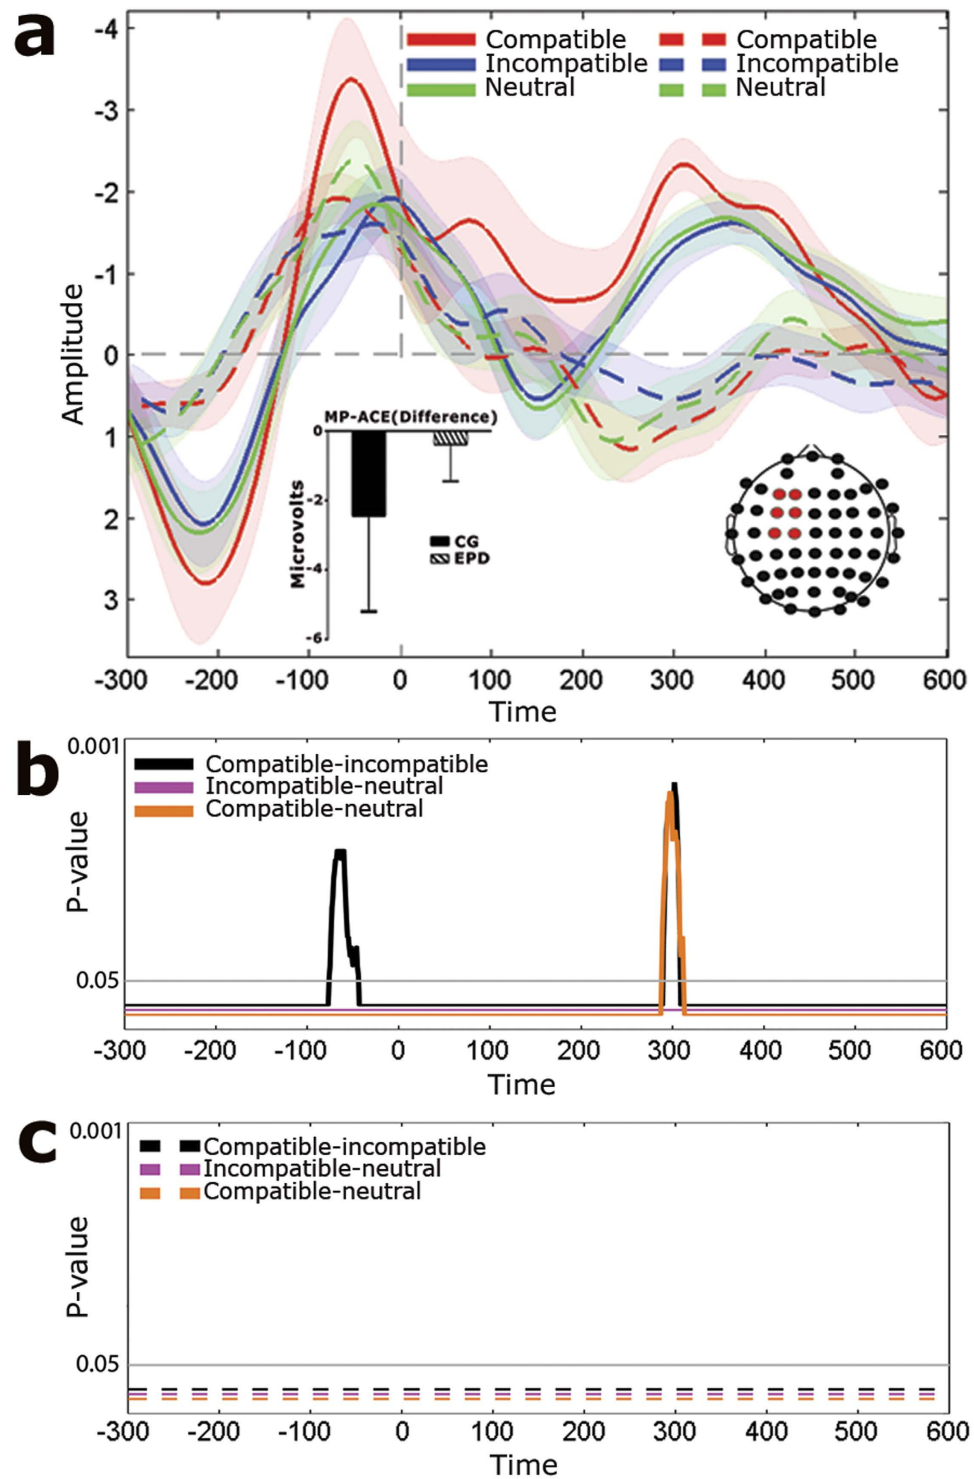 a
-4
-3
-2
-1
0
1
2
3
Amplitude
Compatible Compatible
Incompatible Incompatible
Neutral Neutral
MP-ACE(Difference)
0
-2
-4
-6
Microvolts
CG
EPD
-300 -200 -100 0 100 200 300 400 500 600
Time
b
0.001
P-value
0.05
Compatible-incompatible
Incompatible-neutral
Compatible-neutral
-300 -200 -100 0 100 200 300 400 500 600
Time
c
0.001
P-value
0.05
Compatible-incompatible
Incompatible-neutral
Compatible-neutral
-300 -200 -100 0 100 200 300 400 500 600
Time